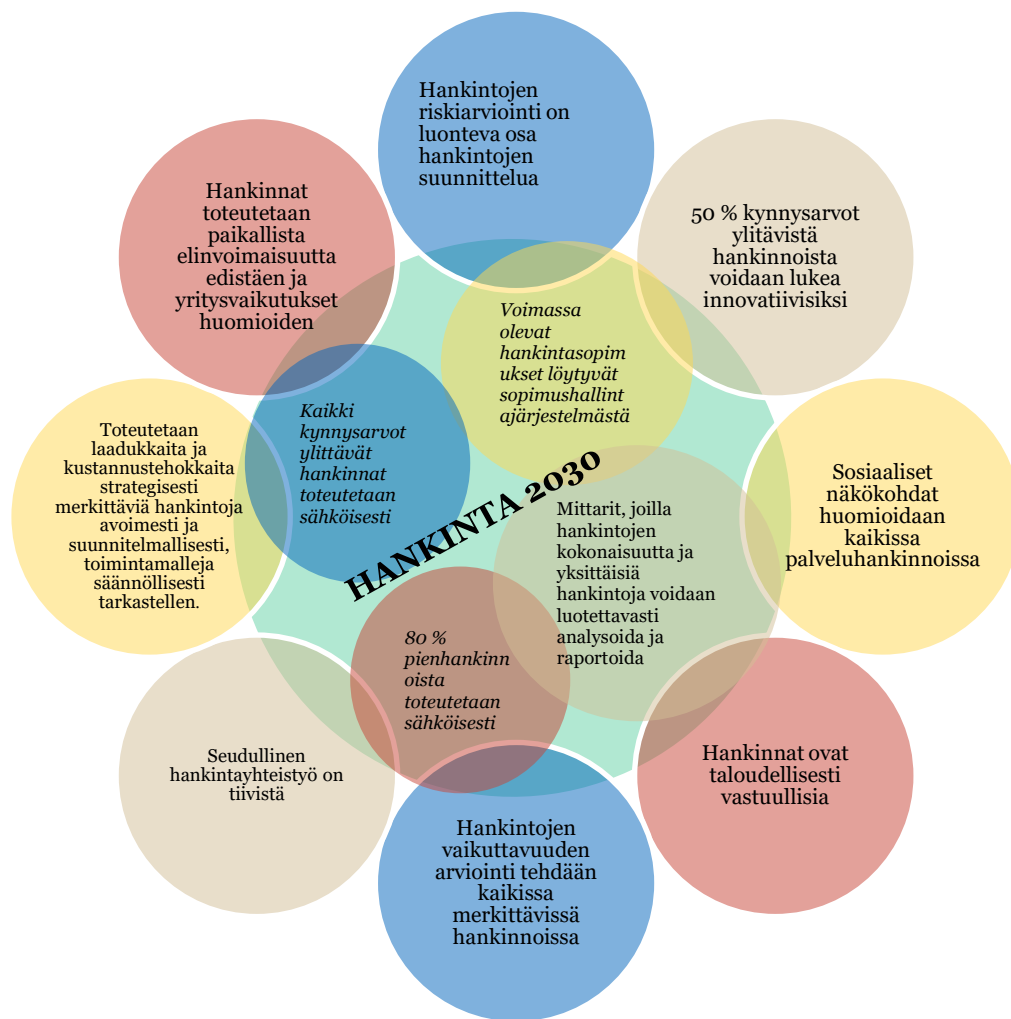 Hankintojen
riskiarviointi on
luonteva osa
hankintojen
suunnittelua
50 % kynnysarvot
ylitävistä
hankinnoista
voidaan lukea
innovatiivisiksi
Sosiaaliset
näkökohdat
huomioidaan
kaikissa
palveluhankinnoissa
Hankinnat ovat
taloudellisesti
vastuullisia
Hankintojen
vaikuttavuuden
arviointi tehdään
kaikissa
merkittävissä
hankinnoissa
Seudullinen
hankintayhteistyö on
tiivistä
Toteutetaan
laadukkaita ja
kustannustehokkaita
strategisesti
merkittäviä hankintoja
avoimesti ja
suunnitelmallisesti,
toimintamalleja
säännöllisesti
tarkastellen.
Hankinnat
toteutetaan
paikallista
elinvoimaisuutta
edistäen ja
yritysvaikutukset
huomioiden
Voimassa
olevat
hankintasopim
ukset löytyvät
sopimushallint
ajärjestelmästä
Kaikki
kynnysarvot
ylittävät
hankinnat
toteutetaan
sähköisesti
HANKINTA 2030
Mittarit, joilla
hankintojen
kokonaisuutta ja
yksittäisiä
hankintoja voidaan
luotettavasti
analysoida ja
raportoida
80 %
pienhankinn
oista
toteutetaan
sähköisesti